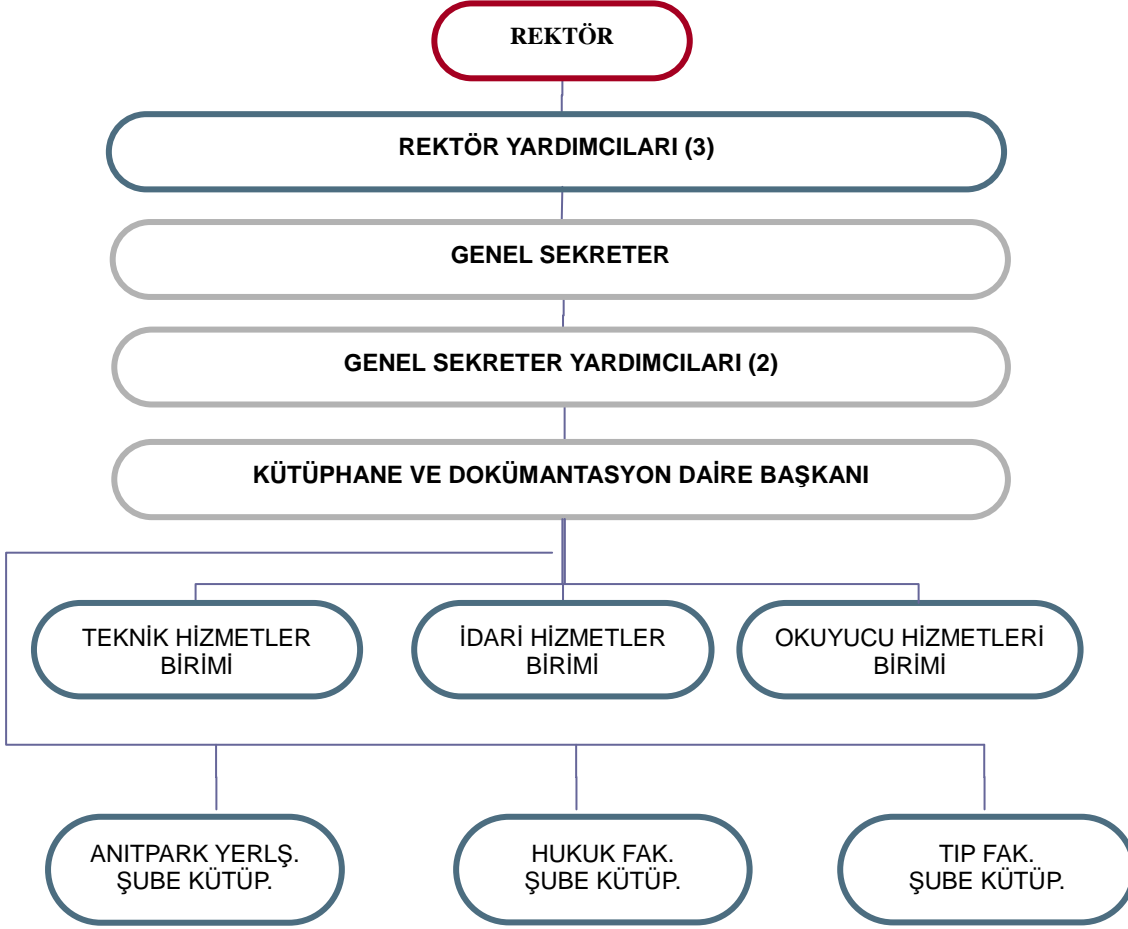 REKTÖR
REKTÖR YARDIMCILARI (3)
GENEL SEKRETER
GENEL SEKRETER YARDIMCILARI (2)
KÜTÜPHANE VE DOKÜMANTASYON DAİRE BAŞKANI
TEKNİK HİZMETLER
BİRİMİ
İDARİ HİZMETLER
BİRİMİ
OKUYUCU HİZMETLERİ
BİRİMİ
ANITPARK YERLŞ.
ŞUBE KÜTÜP.
HUKUK FAK.
ŞUBE KÜTÜP.
TIP FAK.
ŞUBE KÜTÜP.